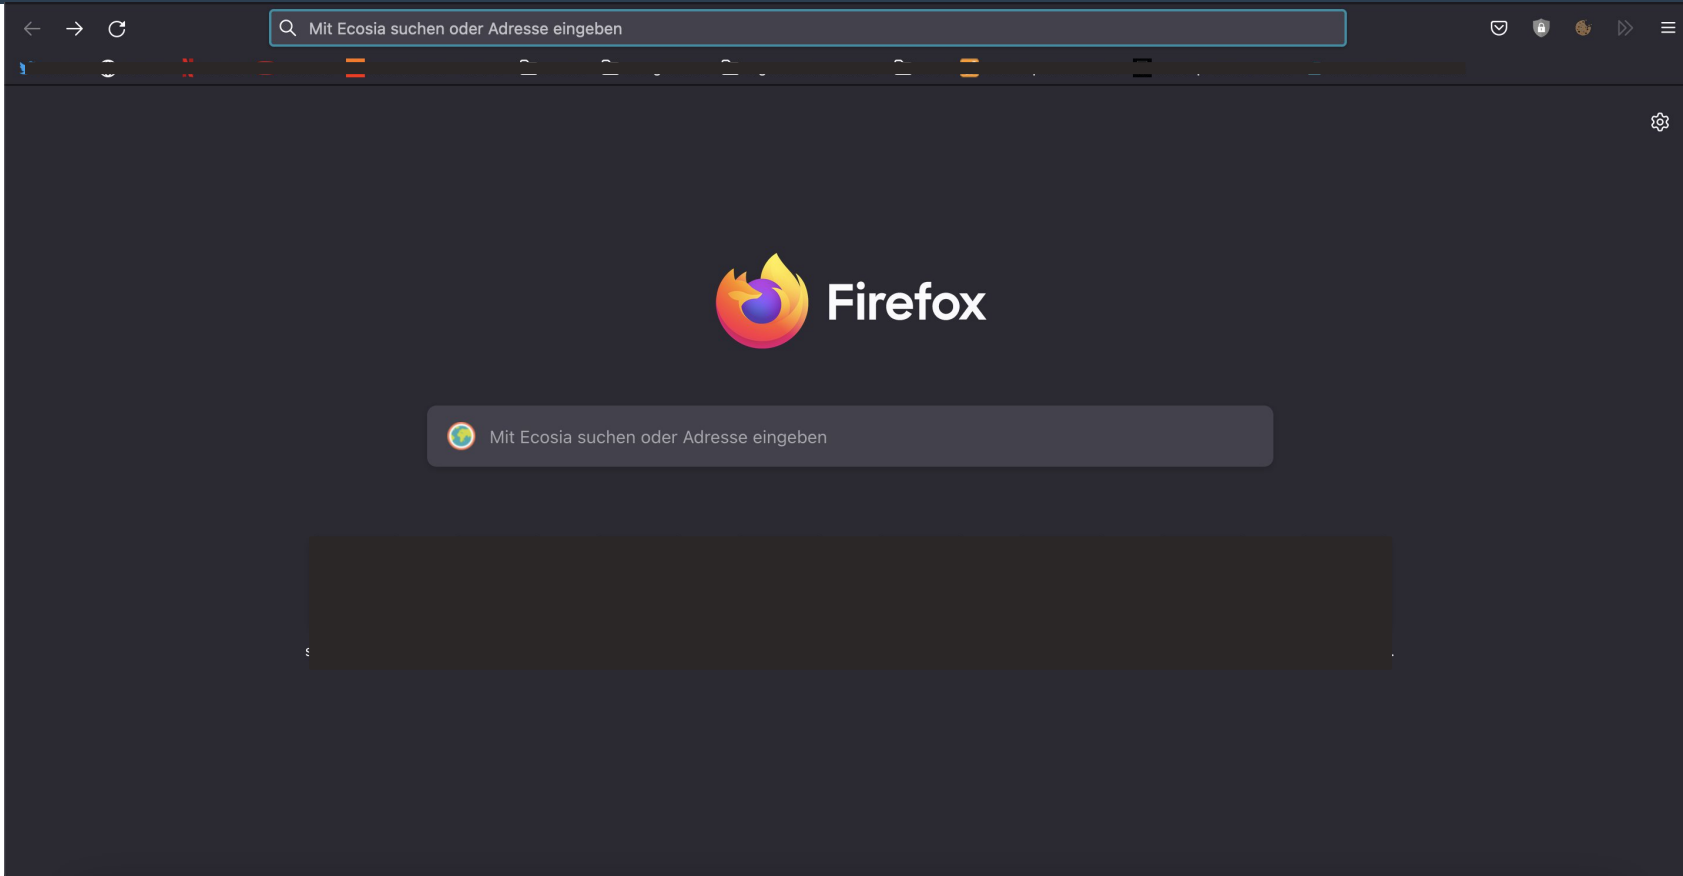 Mit Ecosia suchen oder Adresse eingeben
Firefox
Mit Ecosia suchen oder Adresse eingeben